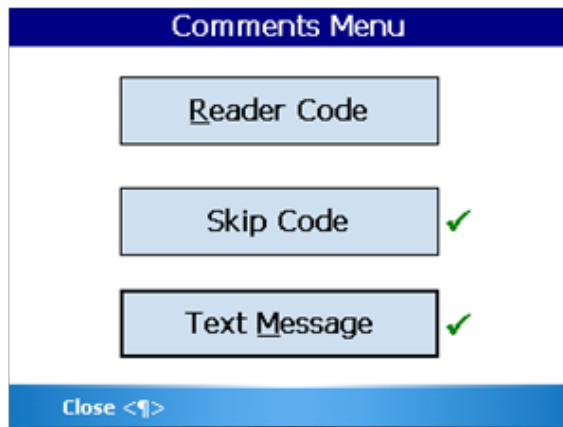 Comments Menu
Reader Code
Skip Code
Text Message
Close <¶>